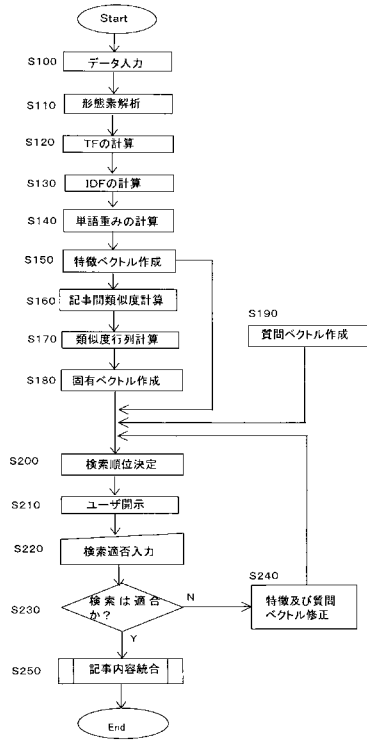 Start
S100
データ入力
S110
形態素解析
S120
TFの計算
S130
IDFの計算
S140
単語重みの計算
S150
特徴ベクトル作成
S160
記事間類似度計算
S190
質問ベクトル作成
S170
類似度行列計算
S180
固有ベクトル作成
S200
検索順位決定
S210
ユーザ開示
S220
検索適否入力
S230
検索は適合
か?
N
Y
S240
特徴及び質問
ベクトル修正
S250
記事内容統合
End